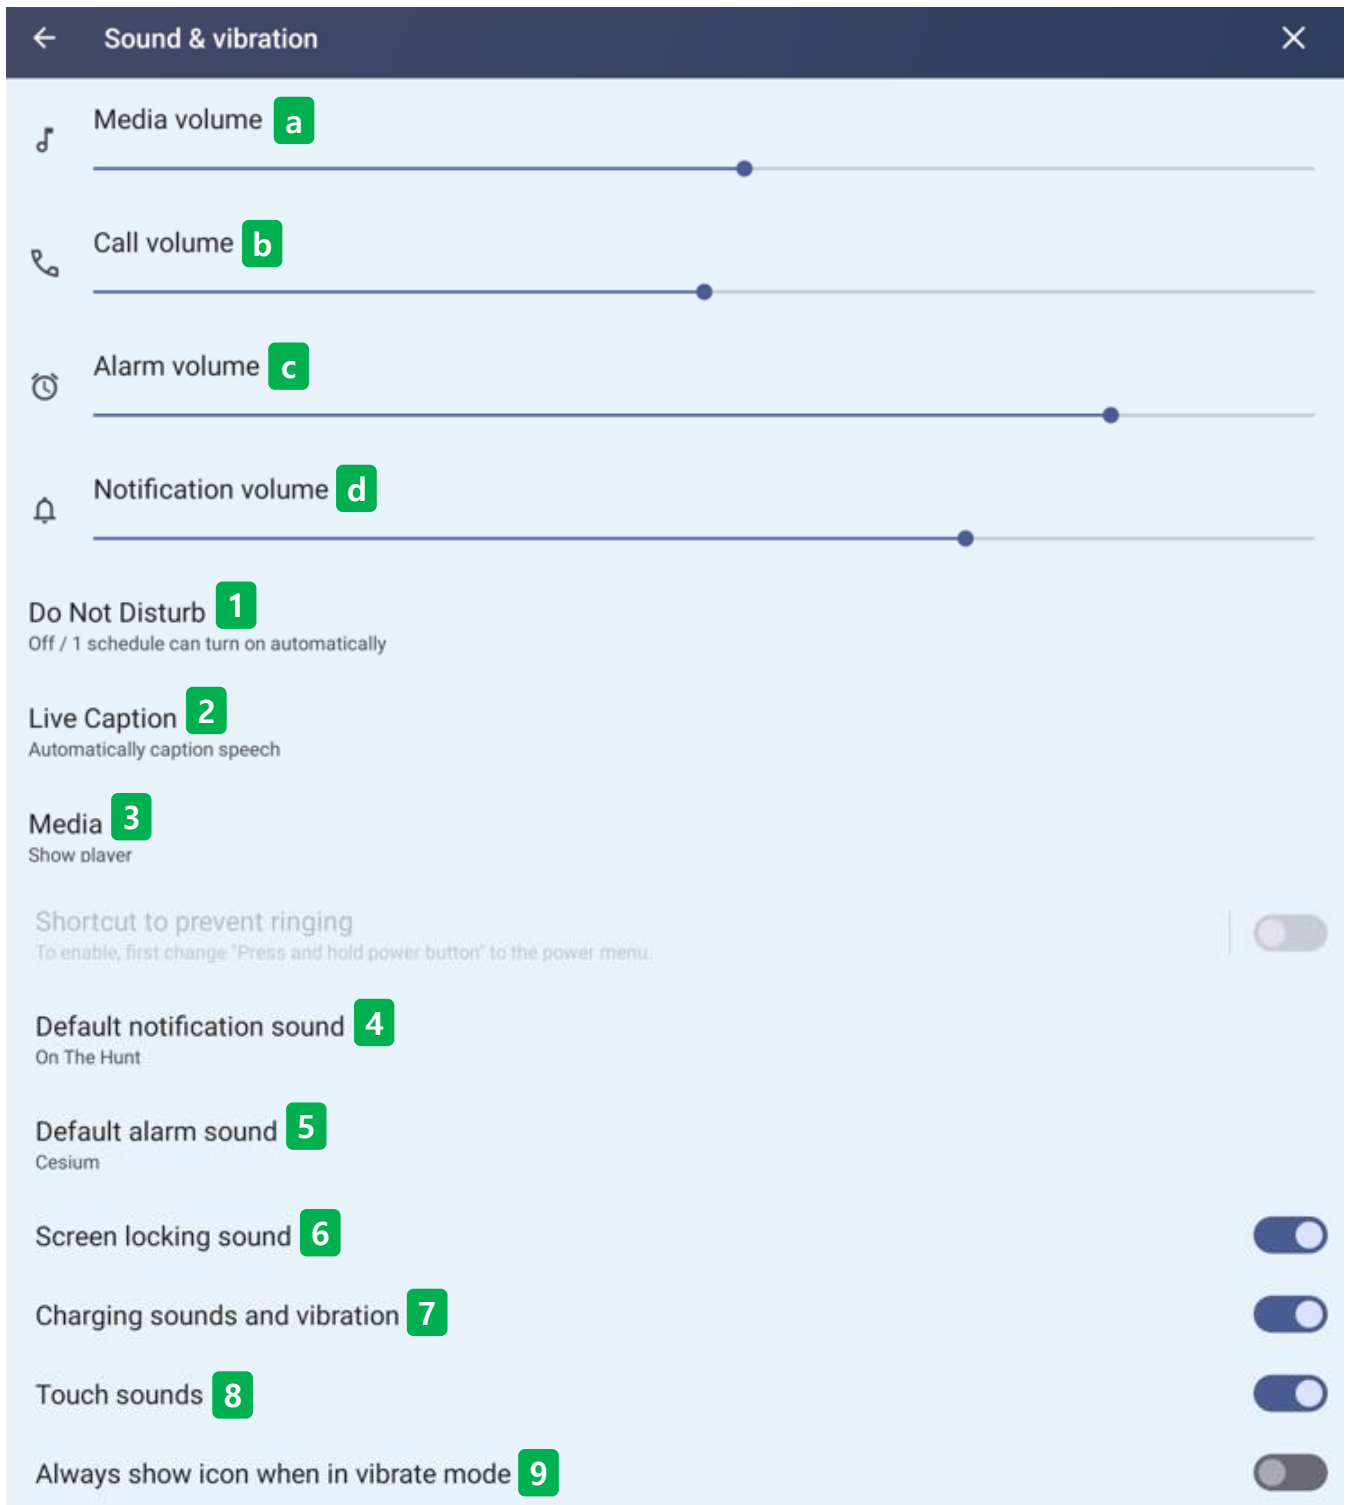 Sound & vibration
Media volume a
Call volume b
Alarm volume c
Notification volume d
Do Not Disturb 1
Off / 1 schedule can turn on automatically
Live Caption 2
Automatically caption speech
Media 3
Show player
Shortcut to prevent ringing
To enable, first change "Press and hold power button" to the power menu.
Default notification sound 4
On The Hunt
Default alarm sound 5
Cesium
Screen locking sound 6
Charging sounds and vibration 7
Touch sounds 8
Always show icon when in vibrate mode 9